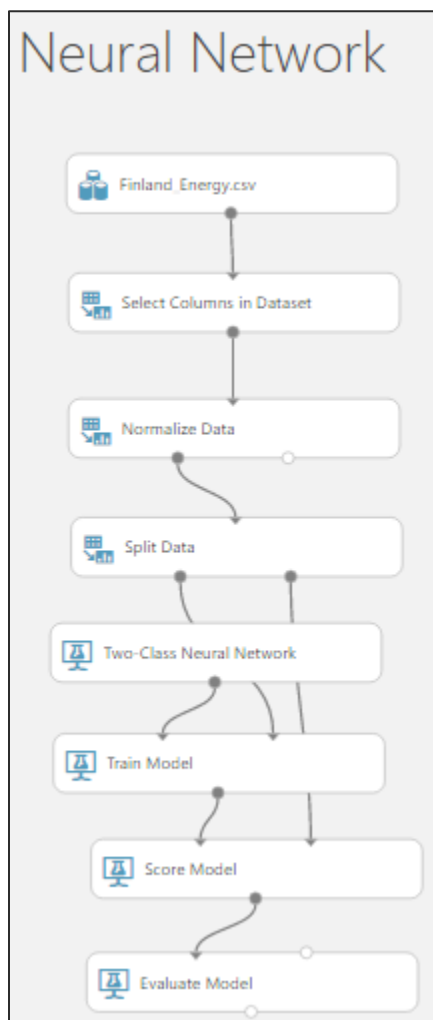 Neural Network
Finland_Energy.csv
Select Columns in Dataset
Normalize Data
Split Data
Two-Class Neural Network
Train Model
Score Model
Evaluate Model